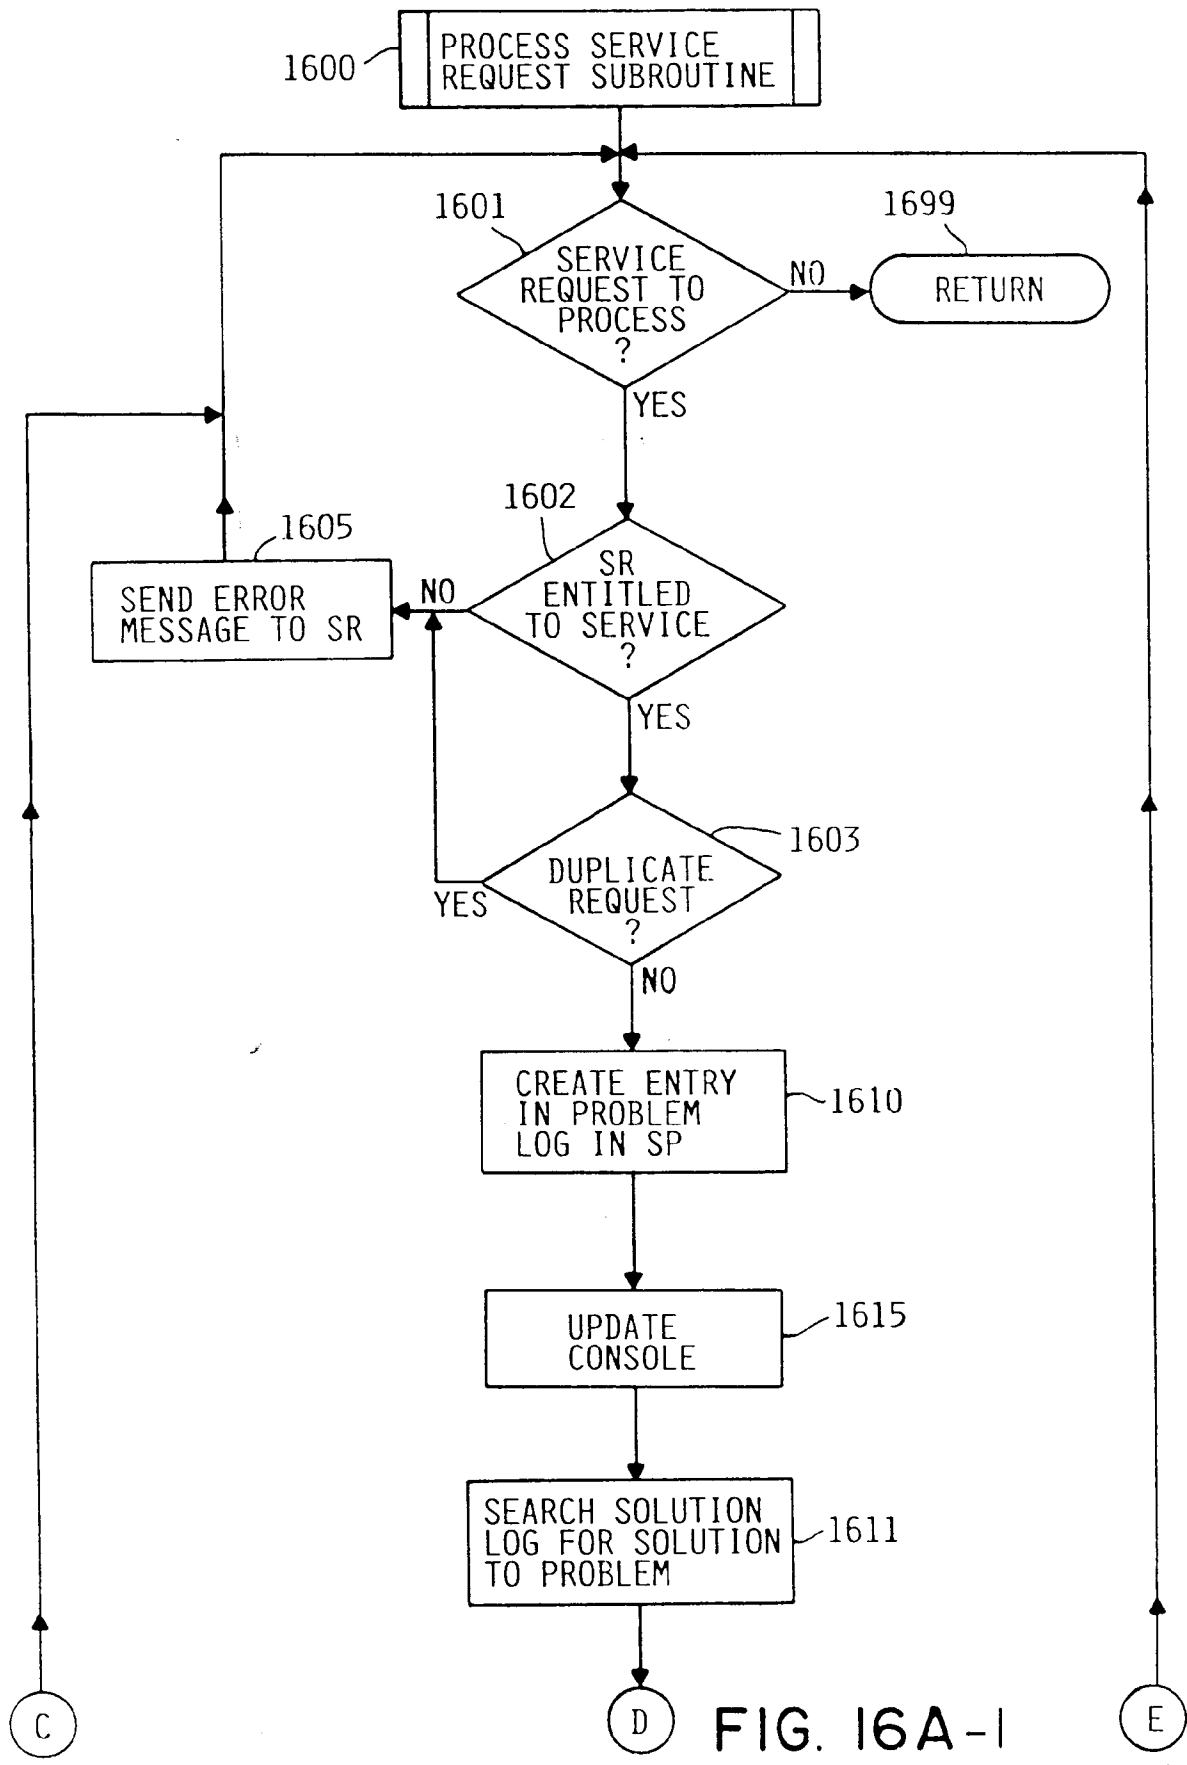 1600
PROCESS SERVICE
REQUEST SUBROUTINE
1601
SERVICE
REQUEST TO
PROCESS
?
NO
1699
RETURN
YES
1602
SR
ENTITLED
TO SERVICE
?
NO
1605
SEND ERROR
MESSAGE TO SR
YES
1603
DUPLICATE
REQUEST
?
YES
NO
CREATE ENTRY
IN PROBLEM
LOG IN SP
1610
UPDATE
CONSOLE
1615
SEARCH SOLUTION
LOG FOR SOLUTION
TO PROBLEM
1611
C
D
FIG. 16A-1
E